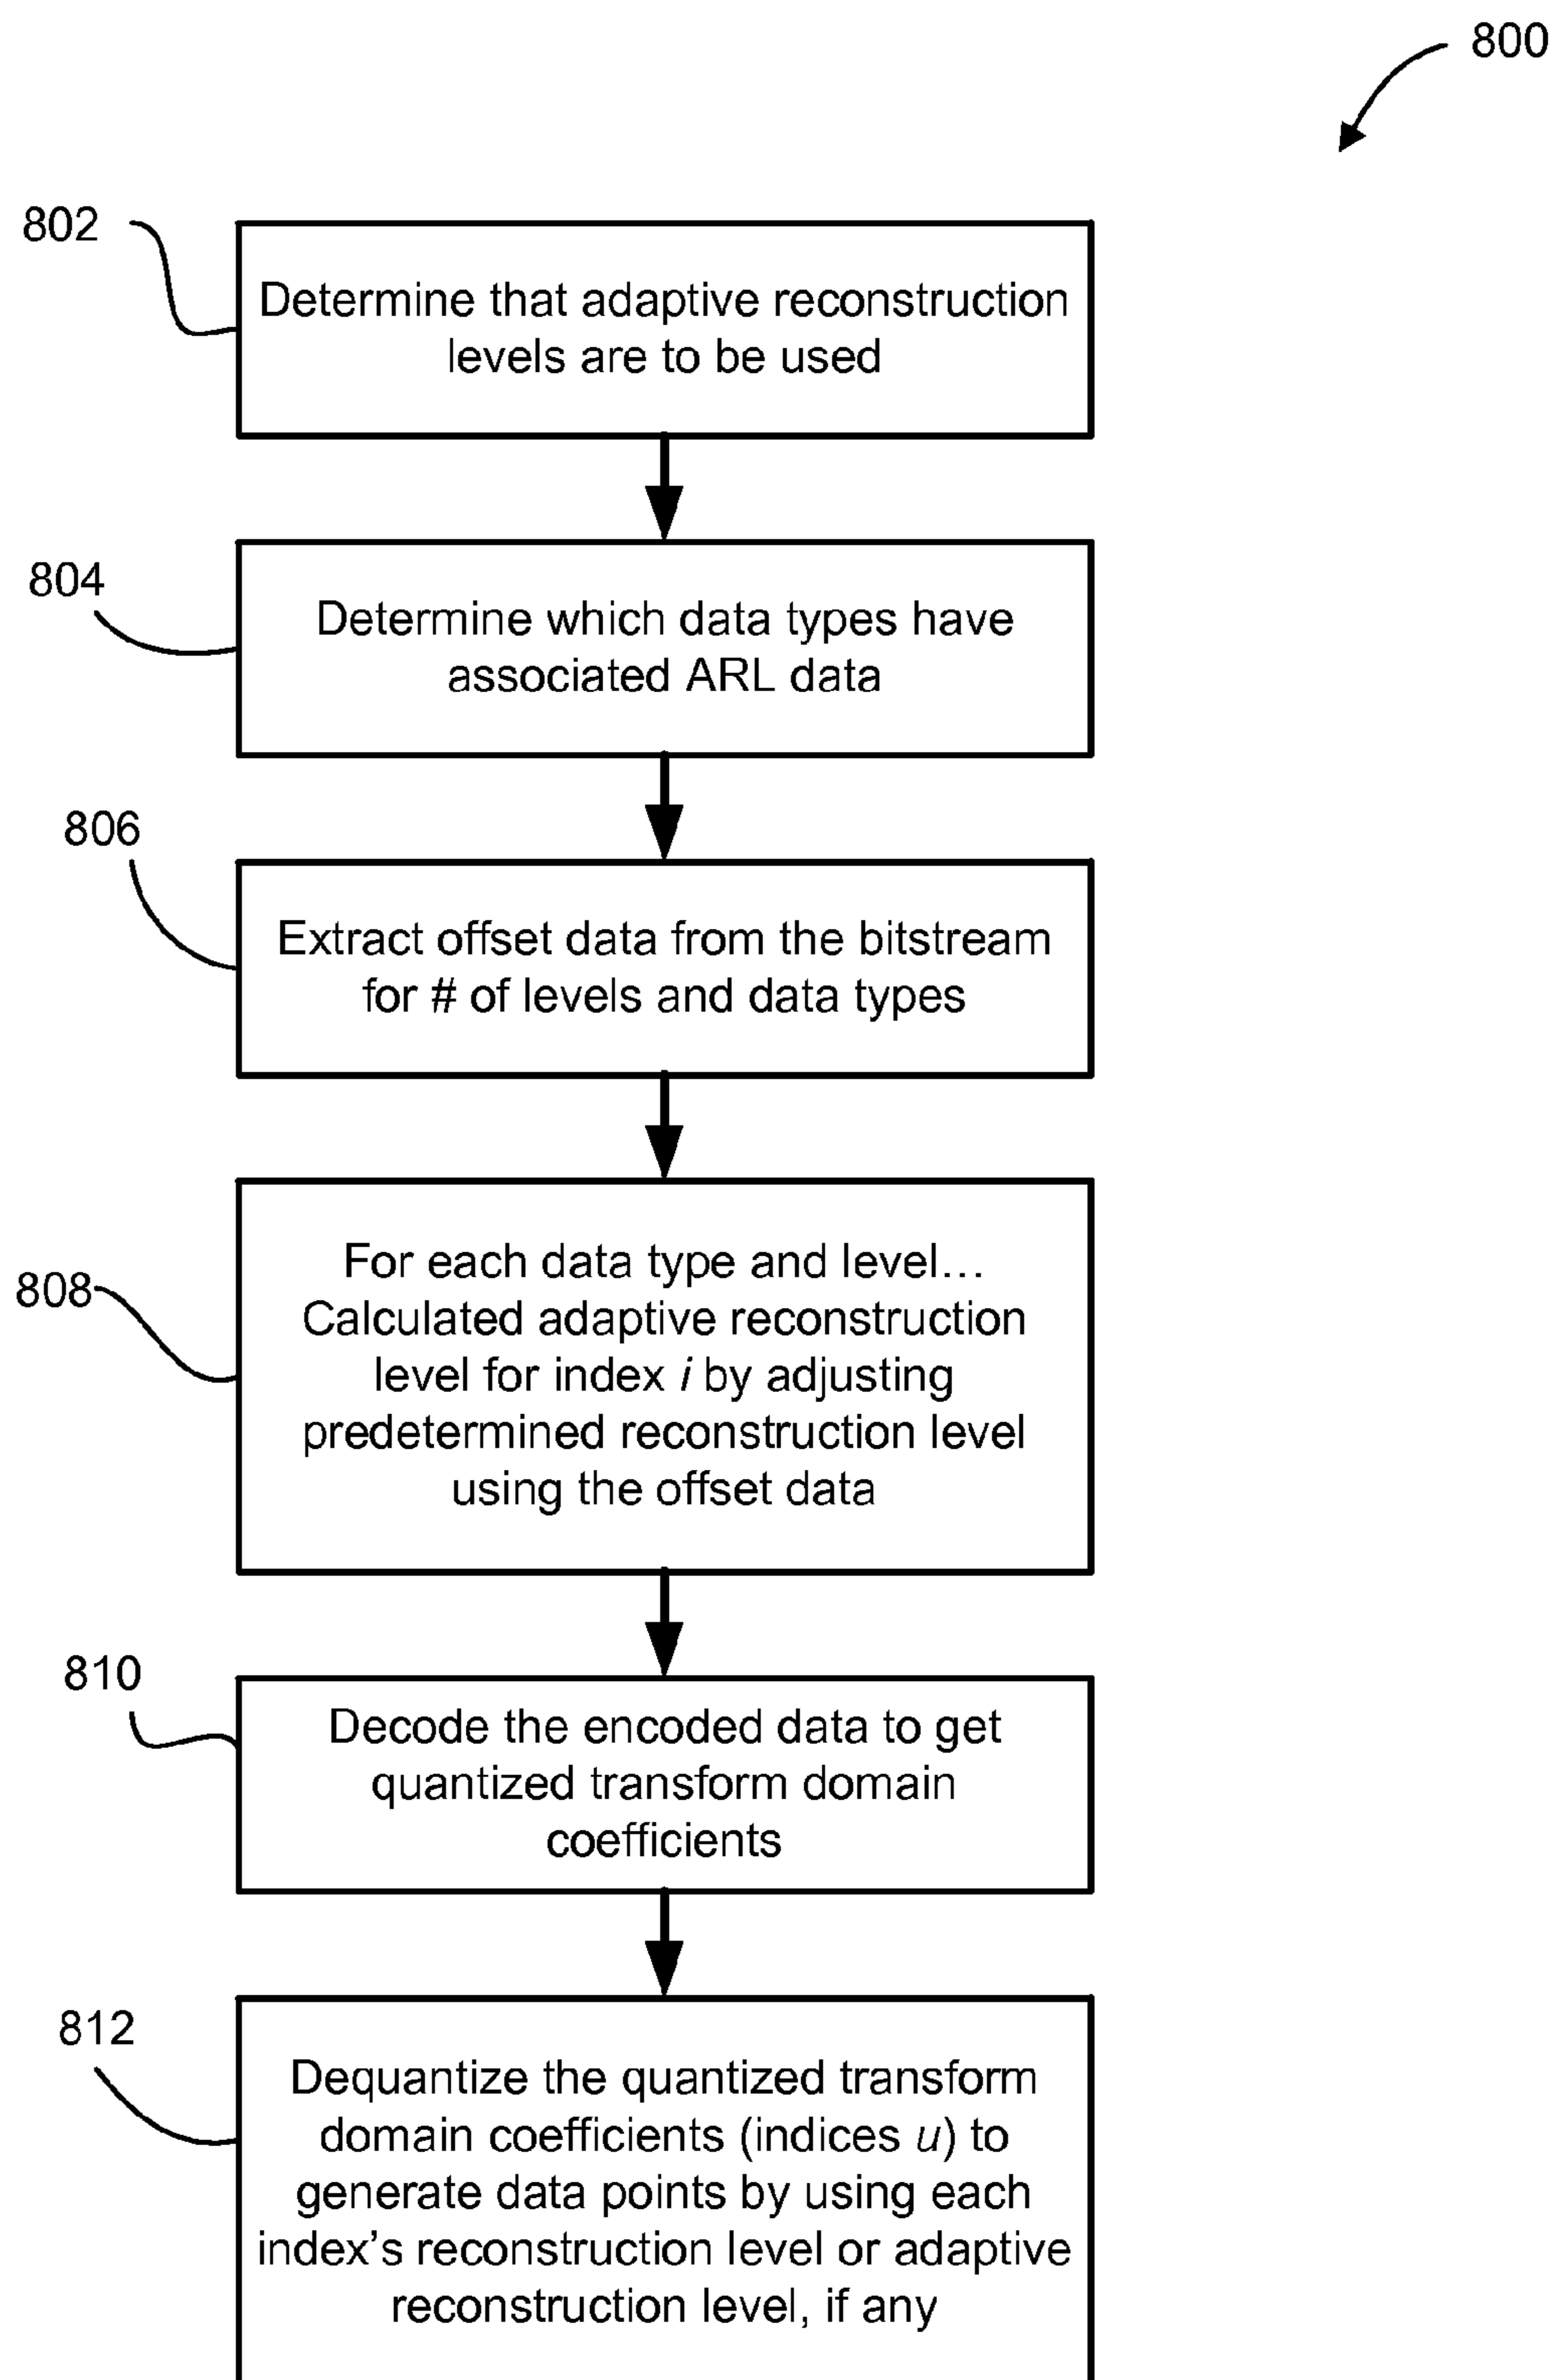 800
802
Determine that adaptive reconstruction
levels are to be used
804
Determine which data types have
associated ARL data
806
Extract offset data from the bitstream
for # of levels and data types
808
For each data type and level…
Calculated adaptive reconstruction
level for index i by adjusting
predetermined reconstruction level
using the offset data
810
Decode the encoded data to get
quantized transform domain
coefficients
812
Dequantize the quantized transform
domain coefficients (indices u) to
generate data points by using each
index's reconstruction level or adaptive
reconstruction level, if any